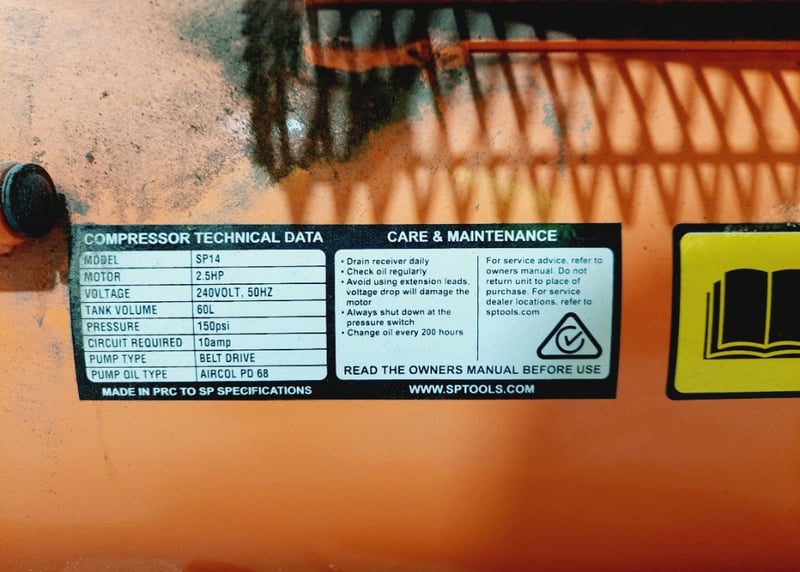 COMPRESSOR TECHNICAL DATA
MODEL SP14
MOTOR 2.5HP
VOLTAGE 240VOLT, 50HZ
TANK VOLUME 60L
PRESSURE 150psi
CIRCUIT REQUIRED 10amp
PUMP TYPE BELT DRIVE
PUMP OIL TYPE AIRCOL PD 68
MADE IN PRC TO SP SPECIFICATIONS
CARE & MAINTENANCE
• Drain receiver daily
• Check oil regularly
• Avoid using extension leads,
voltage drop will damage the
motor
• Always shut down at the
pressure switch
• Change oil every 200 hours
For service advice, refer to
owners manual. Do not
return unit to place of
purchase. For service
dealer locations, refer to
sptools.com
READ THE OWNERS MANUAL BEFORE USE
WWW.SPTOOLS.COM